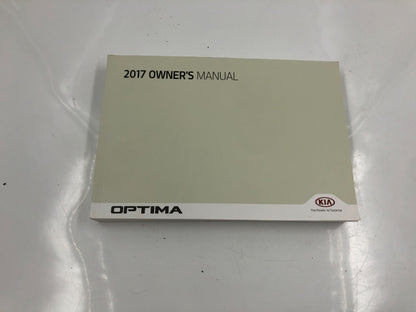 2017 OWNER'S MANUAL
OPTIMA
KIA
The Power to Surprise